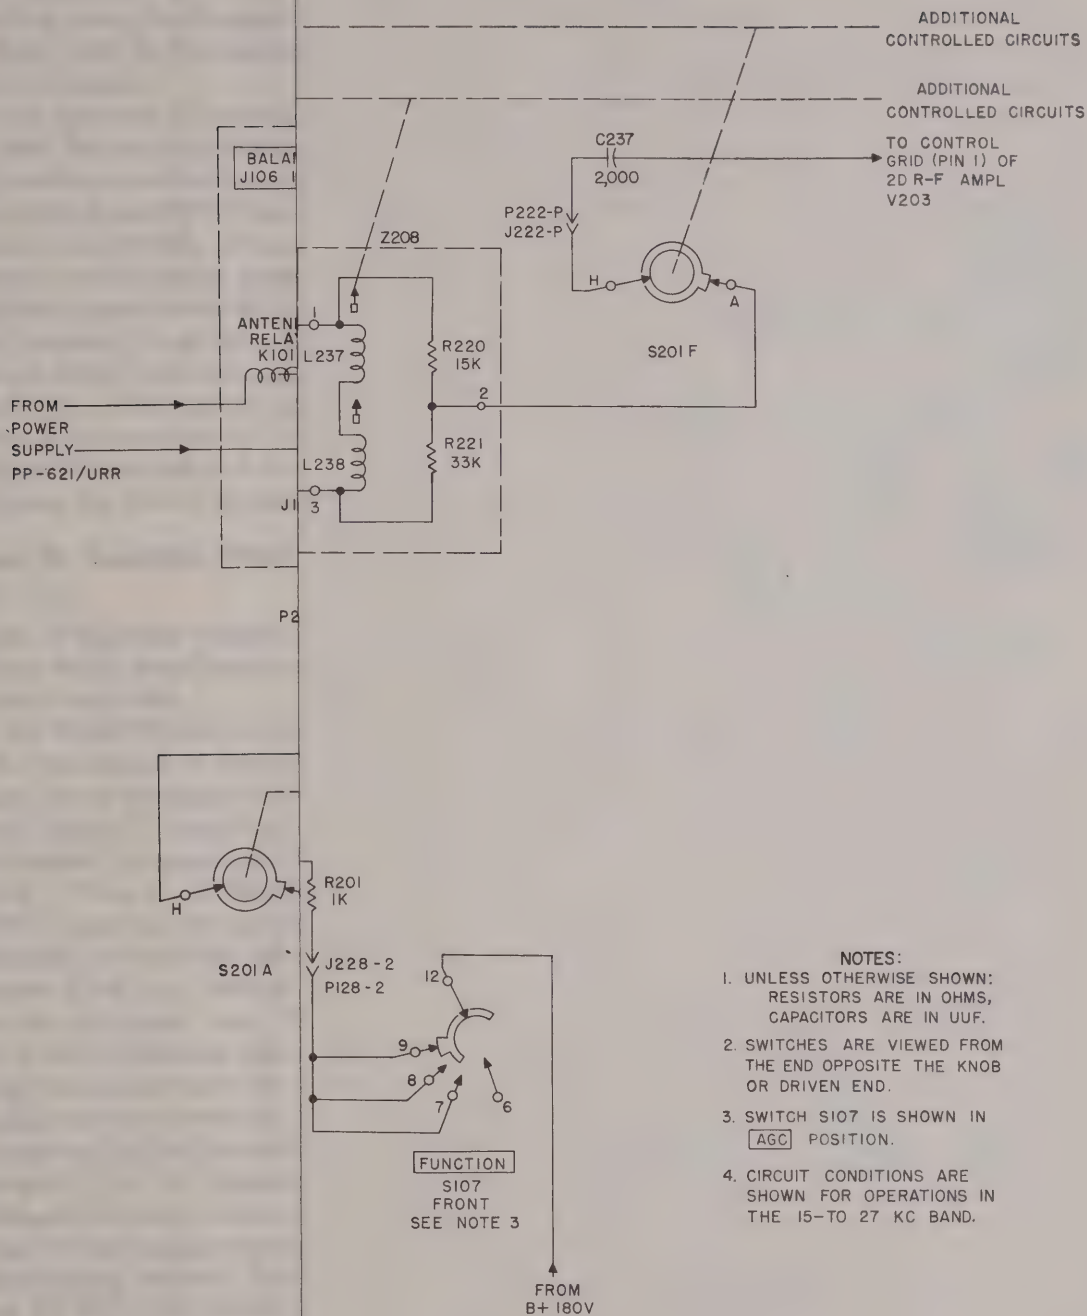 ADDITIONAL
CONTROLLED CIRCUITS
ADDITIONAL
CONTROLLED CIRCUITS
TO CONTROL
GRID (PIN 1) OF
2D R-F AMPL
V203
C237
2,000
P222-P
J222-P
H
A
S201 F
BALAN
J106 I
Z208
1
ANTEN
RELA
K101
L237
R220
15K
2
R221
33K
L238
J1
3
FROM
POWER
SUPPLY
PP-621/URR
P2
H
S201 A
R201
1K
J228-2
P128-2
12
9
8
7
6
FUNCTION
S107
FRONT
SEE NOTE 3
FROM
B+ 180V
NOTES:
1. UNLESS OTHERWISE SHOWN:
RESISTORS ARE IN OHMS,
CAPACITORS ARE IN UUF.
2. SWITCHES ARE VIEWED FROM
THE END OPPOSITE THE KNOB
OR DRIVEN END.
3. SWITCH S107 IS SHOWN IN
AGC POSITION.
4. CIRCUIT CONDITIONS ARE
SHOWN FOR OPERATIONS IN
THE 15-TO 27 KC BAND.